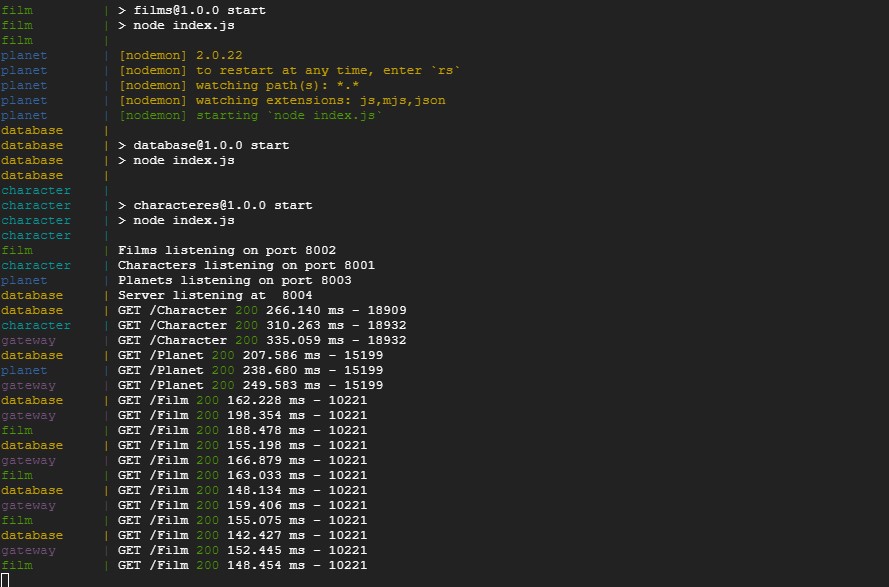 film | > films@1.0.0 start
film | > node index.js
film |
planet | [nodemon] 2.0.22
planet | [nodemon] to restart at any time, enter `rs`
planet | [nodemon] watching path(s): *.*
planet | [nodemon] watching extensions: js,mjs,json
planet | [nodemon] starting `node index.js`
database |
database | > database@1.0.0 start
database | > node index.js
database |
character |
character | > characteres@1.0.0 start
character | > node index.js
character |
film | Films listening on port 8002
character | Characters listening on port 8001
planet | Planets listening on port 8003
database | Server listening at  8004
database | GET /Character 200 266.140 ms - 18909
character | GET /Character 200 310.263 ms - 18932
gateway | GET /Character 200 335.059 ms - 18932
database | GET /Planet 200 207.586 ms - 15199
planet | GET /Planet 200 238.680 ms - 15199
gateway | GET /Planet 200 249.583 ms - 15199
database | GET /Film 200 162.228 ms - 10221
gateway | GET /Film 200 198.354 ms - 10221
film | GET /Film 200 188.478 ms - 10221
database | GET /Film 200 155.198 ms - 10221
gateway | GET /Film 200 166.879 ms - 10221
film | GET /Film 200 163.033 ms - 10221
database | GET /Film 200 148.134 ms - 10221
gateway | GET /Film 200 159.406 ms - 10221
film | GET /Film 200 155.075 ms - 10221
database | GET /Film 200 142.427 ms - 10221
gateway | GET /Film 200 152.445 ms - 10221
film | GET /Film 200 148.454 ms - 10221